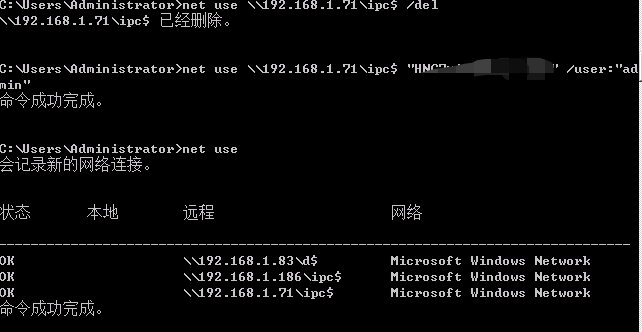 C:\Users\Administrator>net use \\192.168.1.71\ipc$ /del
\\192.168.1.71\ipc$ 已经删除。
C:\Users\Administrator>net use \\192.168.1.71\ipc$ " " /user:"ad
min"
命令成功完成。
C:\Users\Administrator>net use
会记录新的网络连接。
状态 本地 远程 网络
-------------------------------------------------------------------------------
OK \\192.168.1.83\d$ Microsoft Windows Network
OK \\192.168.1.186\ipc$ Microsoft Windows Network
OK \\192.168.1.71\ipc$ Microsoft Windows Network
命令成功完成。